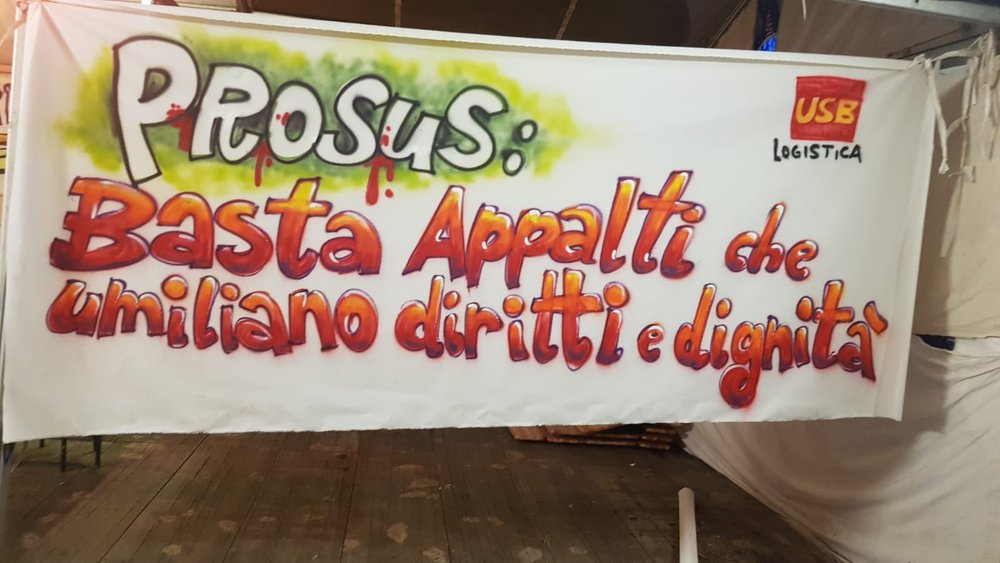 PROSUS:
USB
LOGISTICA
Basta Appalti che
umiliano diritti e dignità